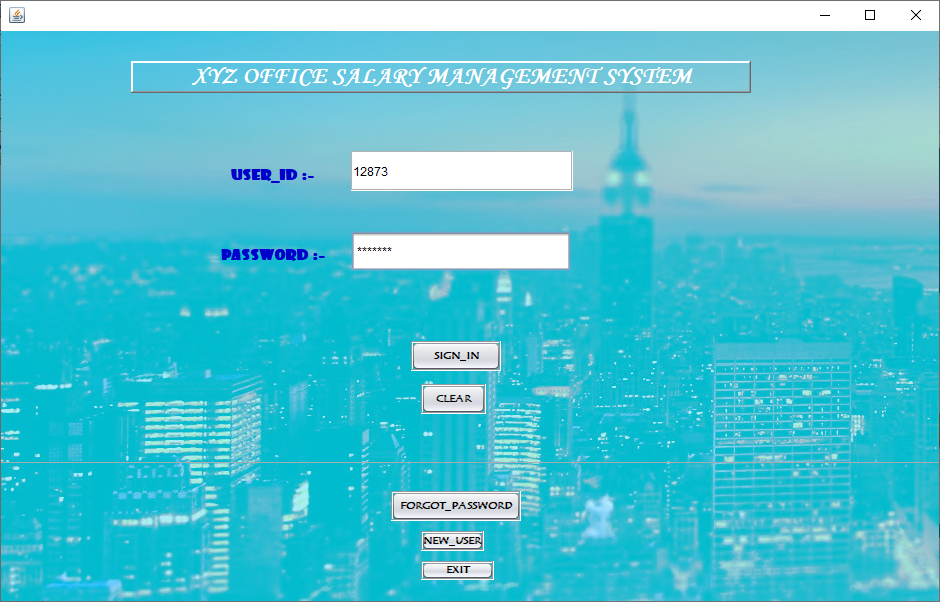 XYZ OFFICE SALARY MANAGEMENT SYSTEM
USER_ID :- 12873
PASSWORD :- *******
SIGN_IN
CLEAR
FORGOT_PASSWORD
NEW_USER
EXIT